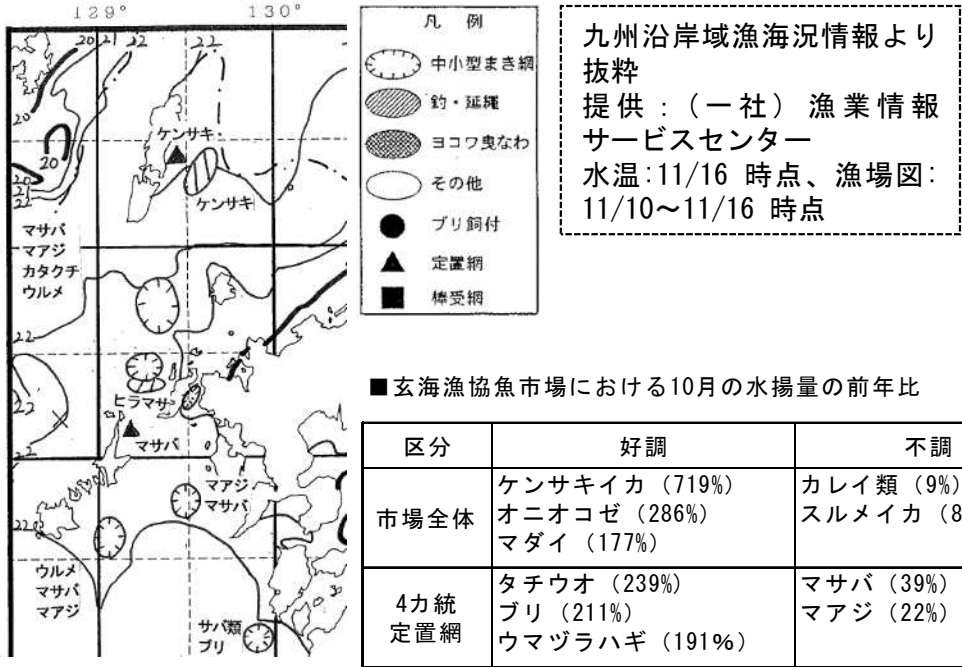 129° 130°
20 21 22 22
20
20
20
21
22
ケンサキ
ケンサキ
マサバ
マアジ
カタクチ
ウルメ
22
22
22
ヒラマサ
マサバ
マアジ
マサバ
22
ウルメ
マサバ
マアジ
サバ類
ブリ
凡 例
中小型まき網
釣・延縄
ヨコワ曳なわ
その他
ブリ飼付
定置網
棒受網
九州沿岸域漁海況情報より
抜粋
提供:(一社)漁業情報
サービスセンター
水温:11/16 時点、漁場図:
11/10~11/16 時点
■玄海漁協魚市場における10月の水揚量の前年比
区分 好調 不調
市場全体
ケンサキイカ(719%)
オニオコゼ(286%)
マダイ(177%)
カレイ類(9%)
スルメイカ(8
4カ統
定置網
タチウオ(239%)
ブリ(211%)
ウマヅラハギ(191%)
マサバ(39%)
マアジ(22%)